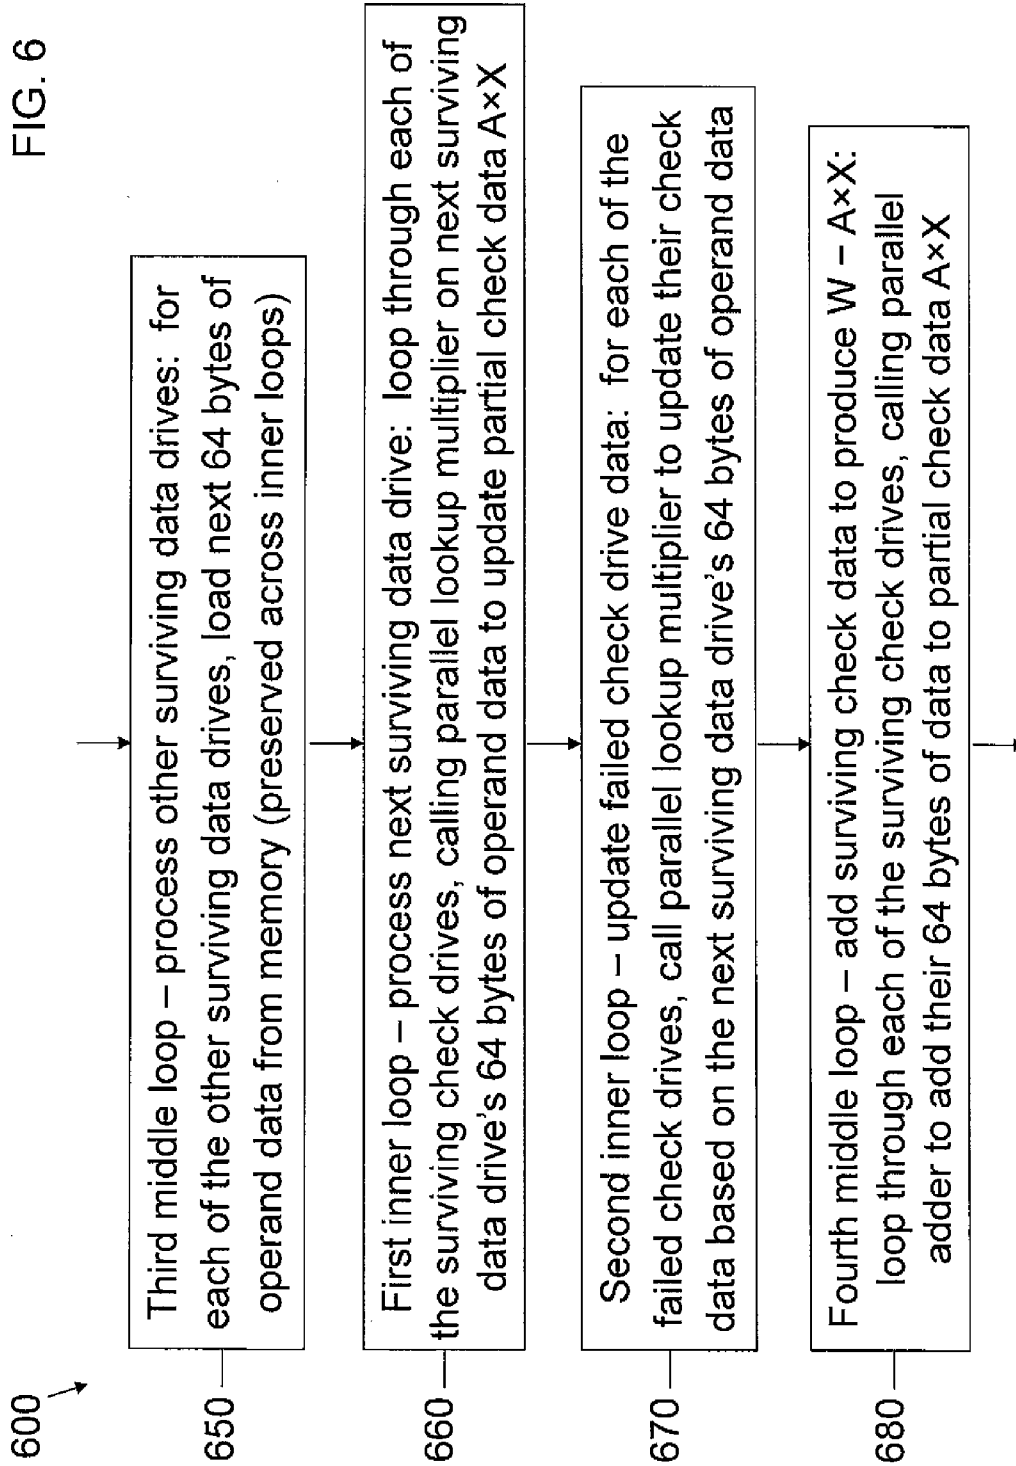 FIG. 6
600
650
Third middle loop – process other surviving data drives: for
each of the other surviving data drives, load next 64 bytes of
operand data from memory (preserved across inner loops)
660
First inner loop – process next surviving data drive: loop through each of
the surviving check drives, calling parallel lookup multiplier on next surviving
data drive's 64 bytes of operand data to update partial check data A×X
670
Second inner loop – update failed check drive data: for each of the
failed check drives, call parallel lookup multiplier to update their check
data based on the next surviving data drive's 64 bytes of operand data
680
Fourth middle loop – add surviving check data to produce W – A×X:
loop through each of the surviving check drives, calling parallel
adder to add their 64 bytes of data to partial check data A×X